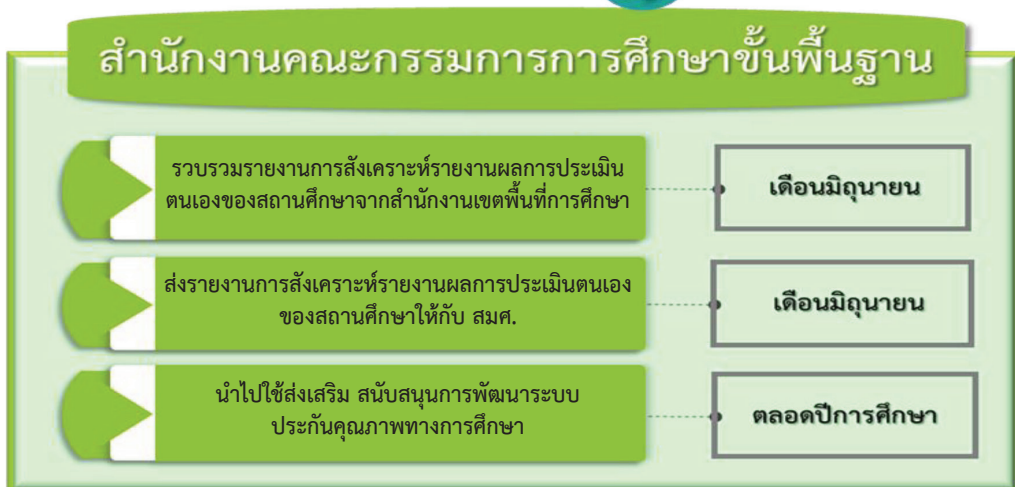 สำนักงานคณะกรรมการการศึกษาขั้นพื้นฐาน
รวบรวมรายงานการสังเคราะห์รายงานผลการประเมิน
ตนเองของสถานศึกษาจากสำนักงานเขตพื้นที่การศึกษา
เดือนมิถุนายน
ส่งรายงานการสังเคราะห์รายงานผลการประเมินตนเอง
ของสถานศึกษาให้กับ สมศ.
เดือนมิถุนายน
นำไปใช้ส่งเสริม สนับสนุนการพัฒนาระบบ
ประกันคุณภาพทางการศึกษา
ตลอดปีการศึกษา